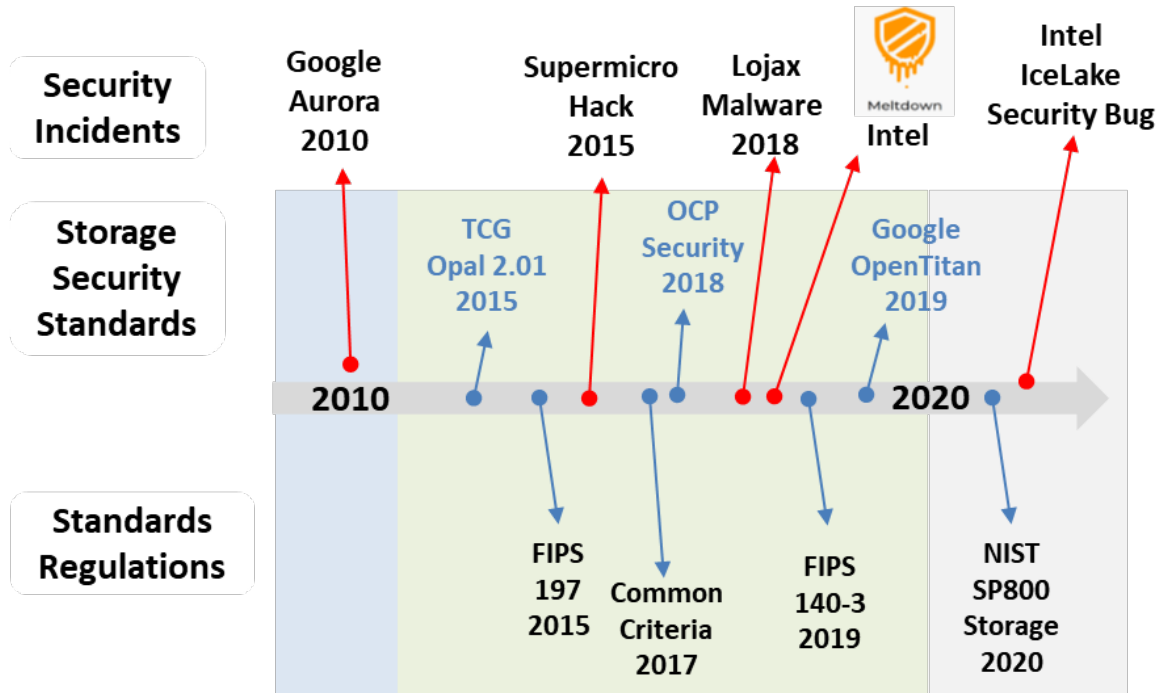 Security
Incidents
Google
Aurora
2010
Supermicro
Hack
2015
Lojax
Malware
2018
Meltdown
Intel
Intel
IceLake
Security Bug
Storage
Security
Standards
TCG
Opal 2.01
2015
OCP
Security
2018
Google
OpenTitan
2019
2010
2020
Standards
Regulations
FIPS
197
2015
Common
Criteria
2017
FIPS
140-3
2019
NIST
SP800
Storage
2020